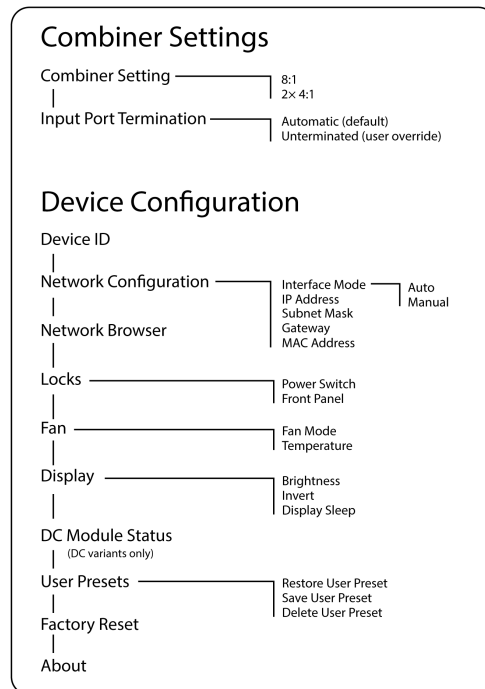 Combiner Settings
Combiner Setting
8:1
2× 4:1
Input Port Termination
Automatic (default)
Unterminated (user override)
Device Configuration
Device ID
Network Configuration
Interface Mode
Auto
Manual
IP Address
Subnet Mask
Gateway
MAC Address
Network Browser
Locks
Power Switch
Front Panel
Fan
Fan Mode
Temperature
Display
Brightness
Invert
Display Sleep
DC Module Status
(DC variants only)
User Presets
Restore User Preset
Save User Preset
Delete User Preset
Factory Reset
About